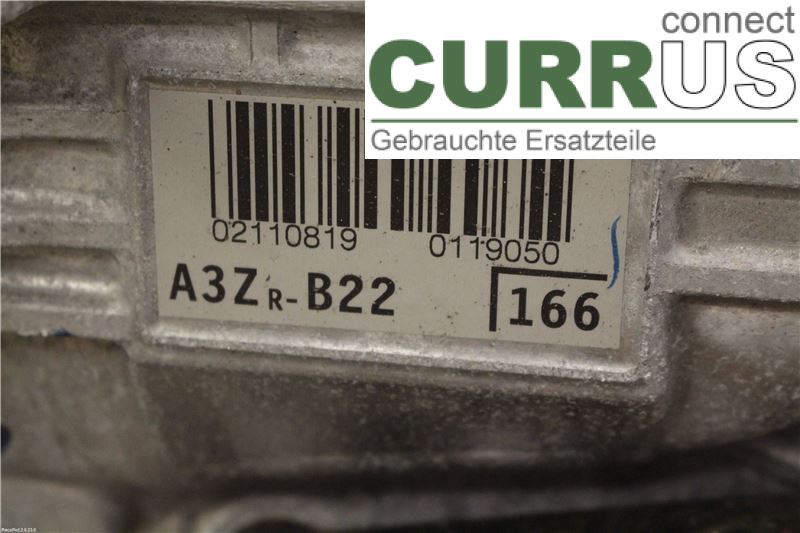 connect
CURRUS
Gebrauchte Ersatzteile
02110819 0119050
A3ZR-B22 166